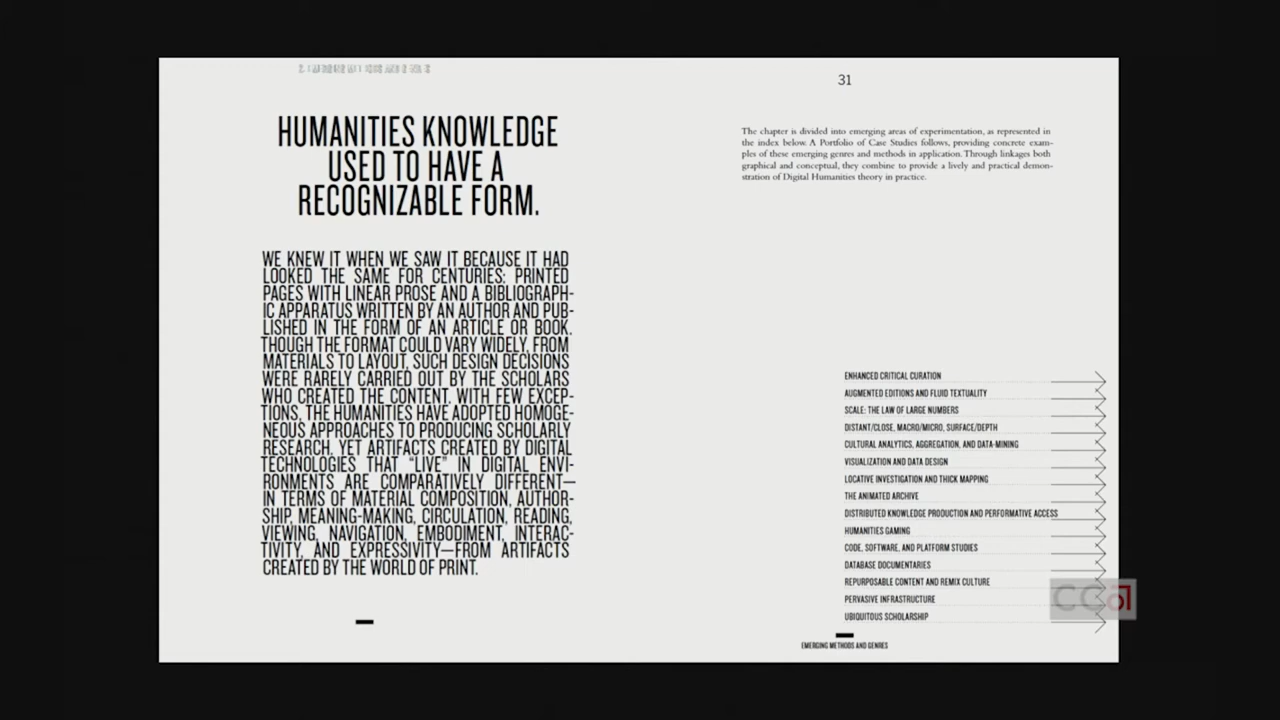 HUMANITIES KNOWLEDGE
USED TO HAVE A
RECOGNIZABLE FORM.
WE KNEW IT WHEN WE SAW IT BECAUSE IT HAD
LOOKED THE SAME FOR CENTURIES: PRINTED
PAGES WITH LINEAR PROSE AND A BIBLIOGRAPH-
IC APPARATUS WRITTEN BY AN AUTHOR AND PUB-
LISHED IN THE FORM OF AN ARTICLE OR BOOK.
THOUGH THE FORMAT COULD VARY WIDELY, FROM
MATERIALS TO LAYOUT, SUCH DESIGN DECISIONS
WERE RARELY CARRIED OUT BY THE SCHOLARS
WHO CREATED THE CONTENT. WITH FEW EXCEP-
TIONS, THE HUMANITIES HAVE ADOPTED HOMOGE-
NEOUS APPROACHES TO PRODUCING SCHOLARLY
RESEARCH. YET ARTIFACTS CREATED BY DIGITAL
TECHNOLOGIES THAT “LIVE” IN DIGITAL ENVI-
RONMENTS ARE COMPARATIVELY DIFFERENT—
IN TERMS OF MATERIAL COMPOSITION, AUTHOR-
SHIP, MEANING-MAKING, CIRCULATION, READING,
VIEWING, NAVIGATION, EMBODIMENT, INTERAC-
TIVITY, AND EXPRESSIVITY—FROM ARTIFACTS
CREATED BY THE WORLD OF PRINT.
31
The chapter is divided into emerging areas of experimentation, as represented in
the index below. A Portfolio of Case Studies follows, providing concrete exam-
ples of these emerging genres and methods in application. Through linkages both
graphical and conceptual, they combine to provide a lively and practical demon-
stration of Digital Humanities theory in practice.
ENHANCED CRITICAL CURATION
AUGMENTED EDITIONS AND FLUID TEXTUALITY
SCALE: THE LAW OF LARGE NUMBERS
DISTANT/CLOSE, MACRO/MICRO, SURFACE/DEPTH
CULTURAL ANALYTICS, AGGREGATION, AND DATA-MINING
VISUALIZATION AND DATA DESIGN
LOCATIVE INVESTIGATION AND THICK MAPPING
THE ANIMATED ARCHIVE
DISTRIBUTED KNOWLEDGE PRODUCTION AND PERFORMATIVE ACCESS
HUMANITIES GAMING
CODE, SOFTWARE, AND PLATFORM STUDIES
DATABASE DOCUMENTARIES
REPURPOSABLE CONTENT AND REMIX CULTURE
PERVASIVE INFRASTRUCTURE
UBIQUITOUS SCHOLARSHIP
EMERGING METHODS AND GENRES